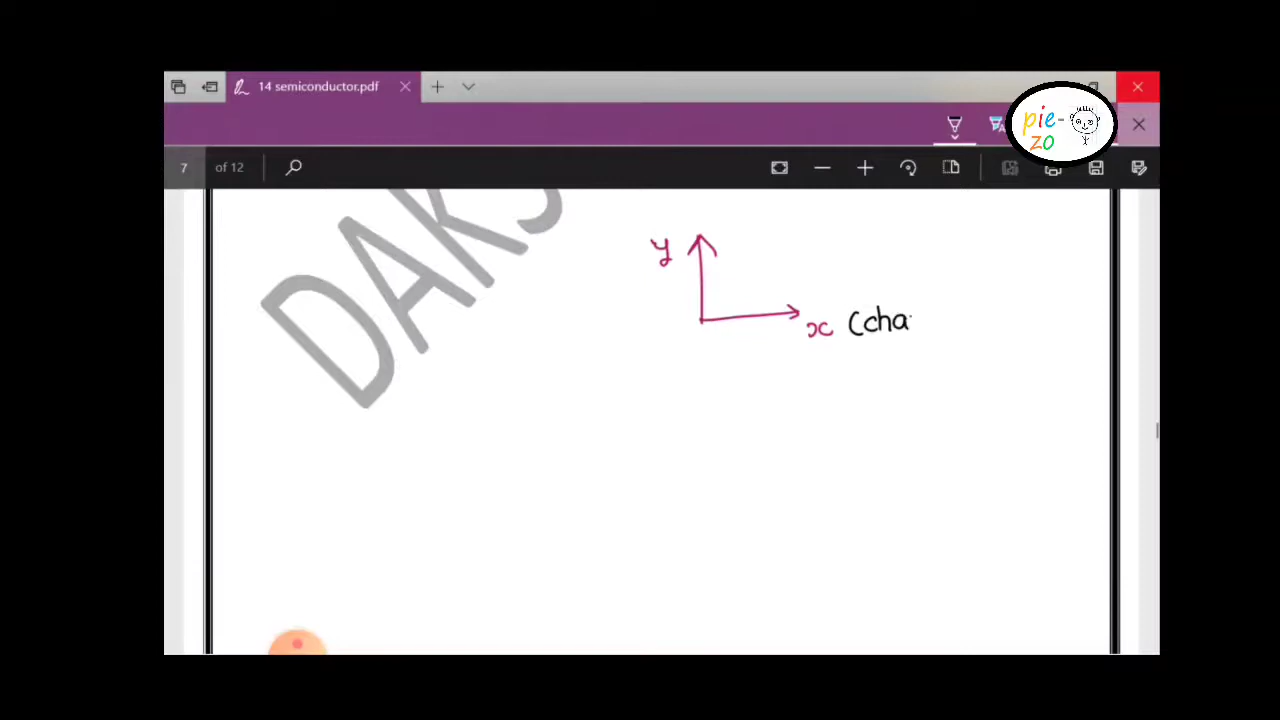 14 semiconductor.pdf
pie-
zo
7 of 12
DAKS
y
x (cha